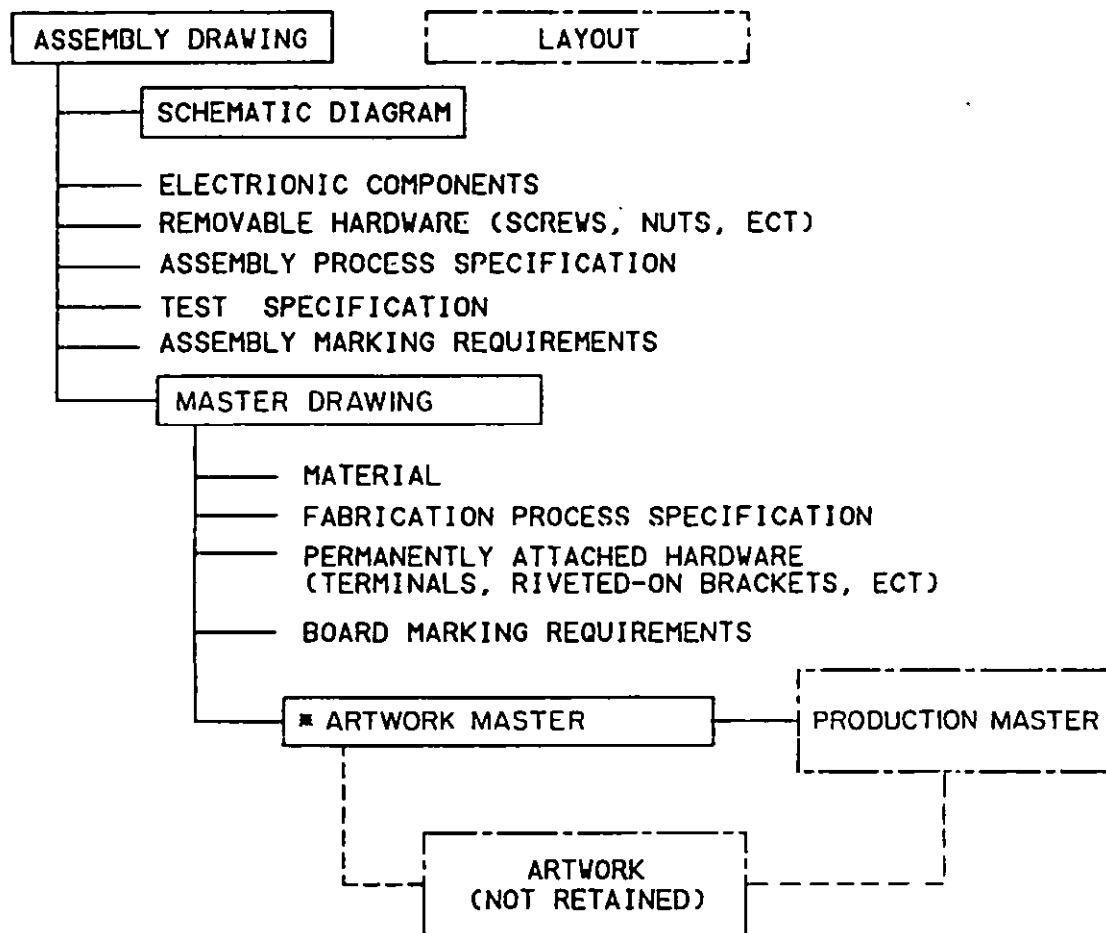 ASSEMBLY DRAWING
LAYOUT
SCHEMATIC DIAGRAM
ELECTRIONIC COMPONENTS
REMOVABLE HARDWARE (SCREWS, NUTS, ECT)
ASSEMBLY PROCESS SPECIFICATION
TEST SPECIFICATION
ASSEMBLY MARKING REQUIREMENTS
MASTER DRAWING
MATERIAL
FABRICATION PROCESS SPECIFICATION
PERMANENTLY ATTACHED HARDWARE
(TERMINALS, RIVETED-ON BRACKETS, ECT)
BOARD MARKING REQUIREMENTS
* ARTWORK MASTER
PRODUCTION MASTER
ARTWORK
(NOT RETAINED)